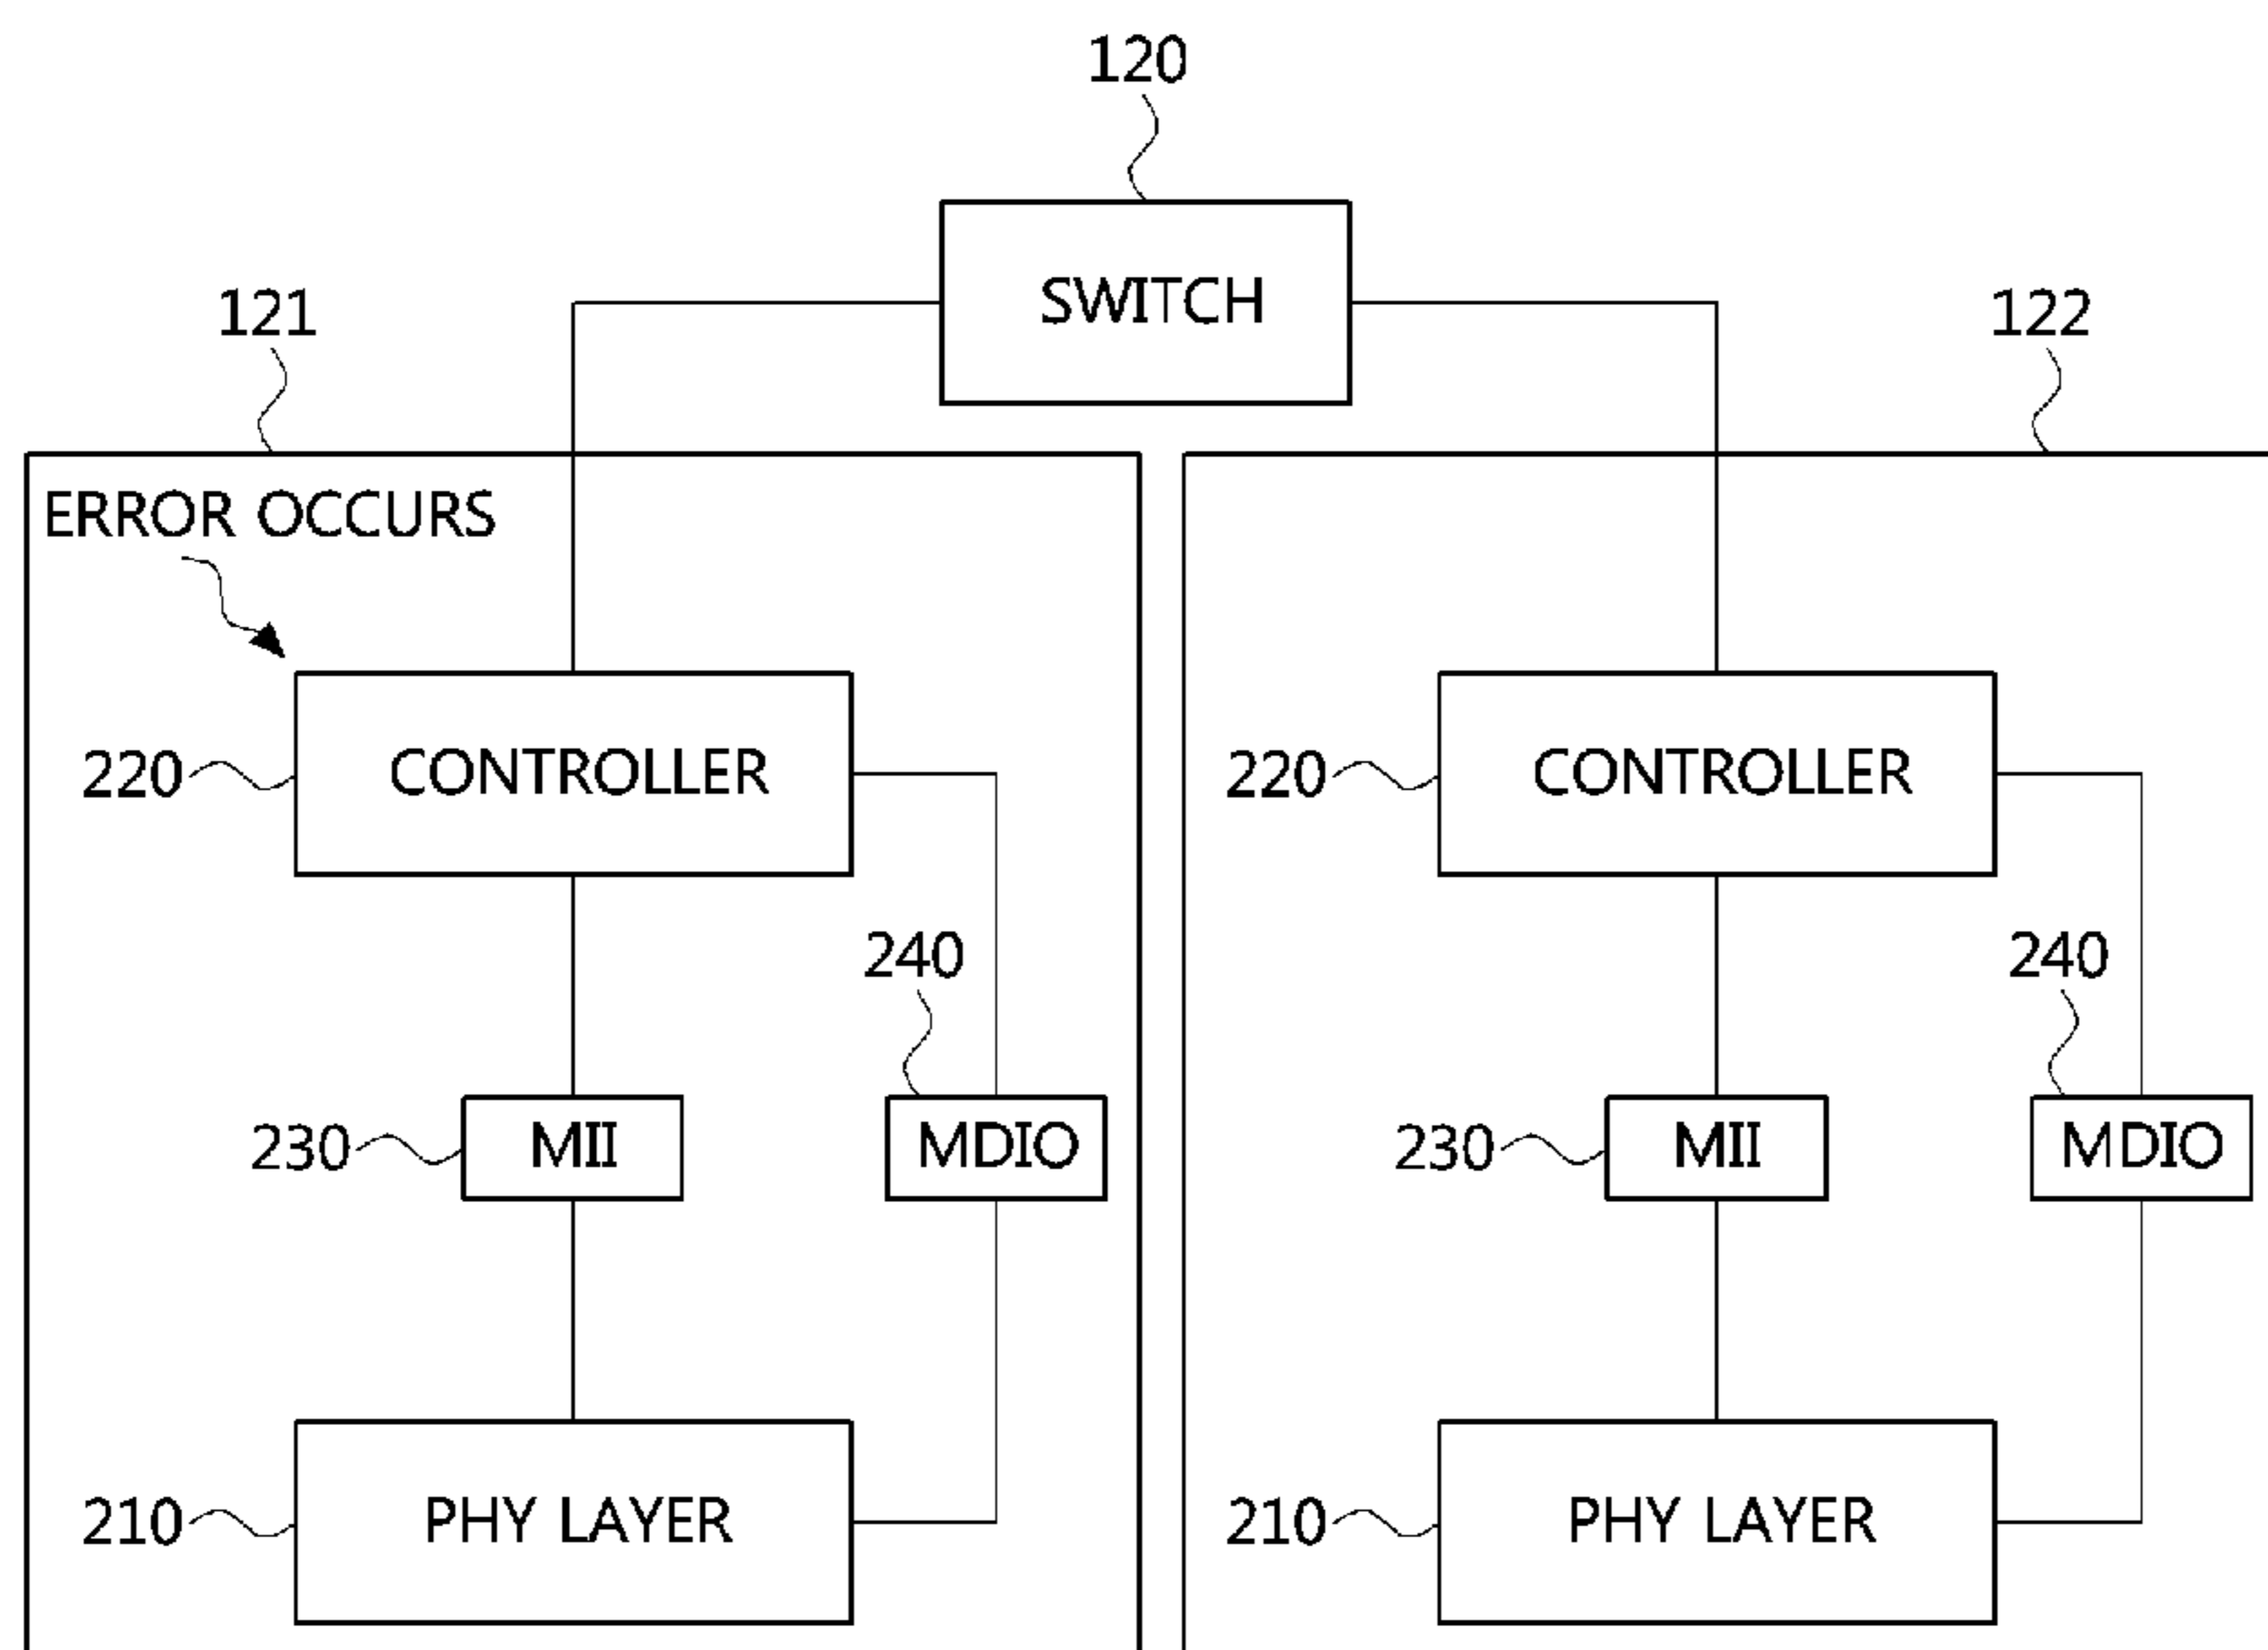 120
SWITCH
121
122
ERROR OCCURS
220
CONTROLLER
220
CONTROLLER
240
240
230
MII
MDIO
230
MII
MDIO
210
PHY LAYER
210
PHY LAYER